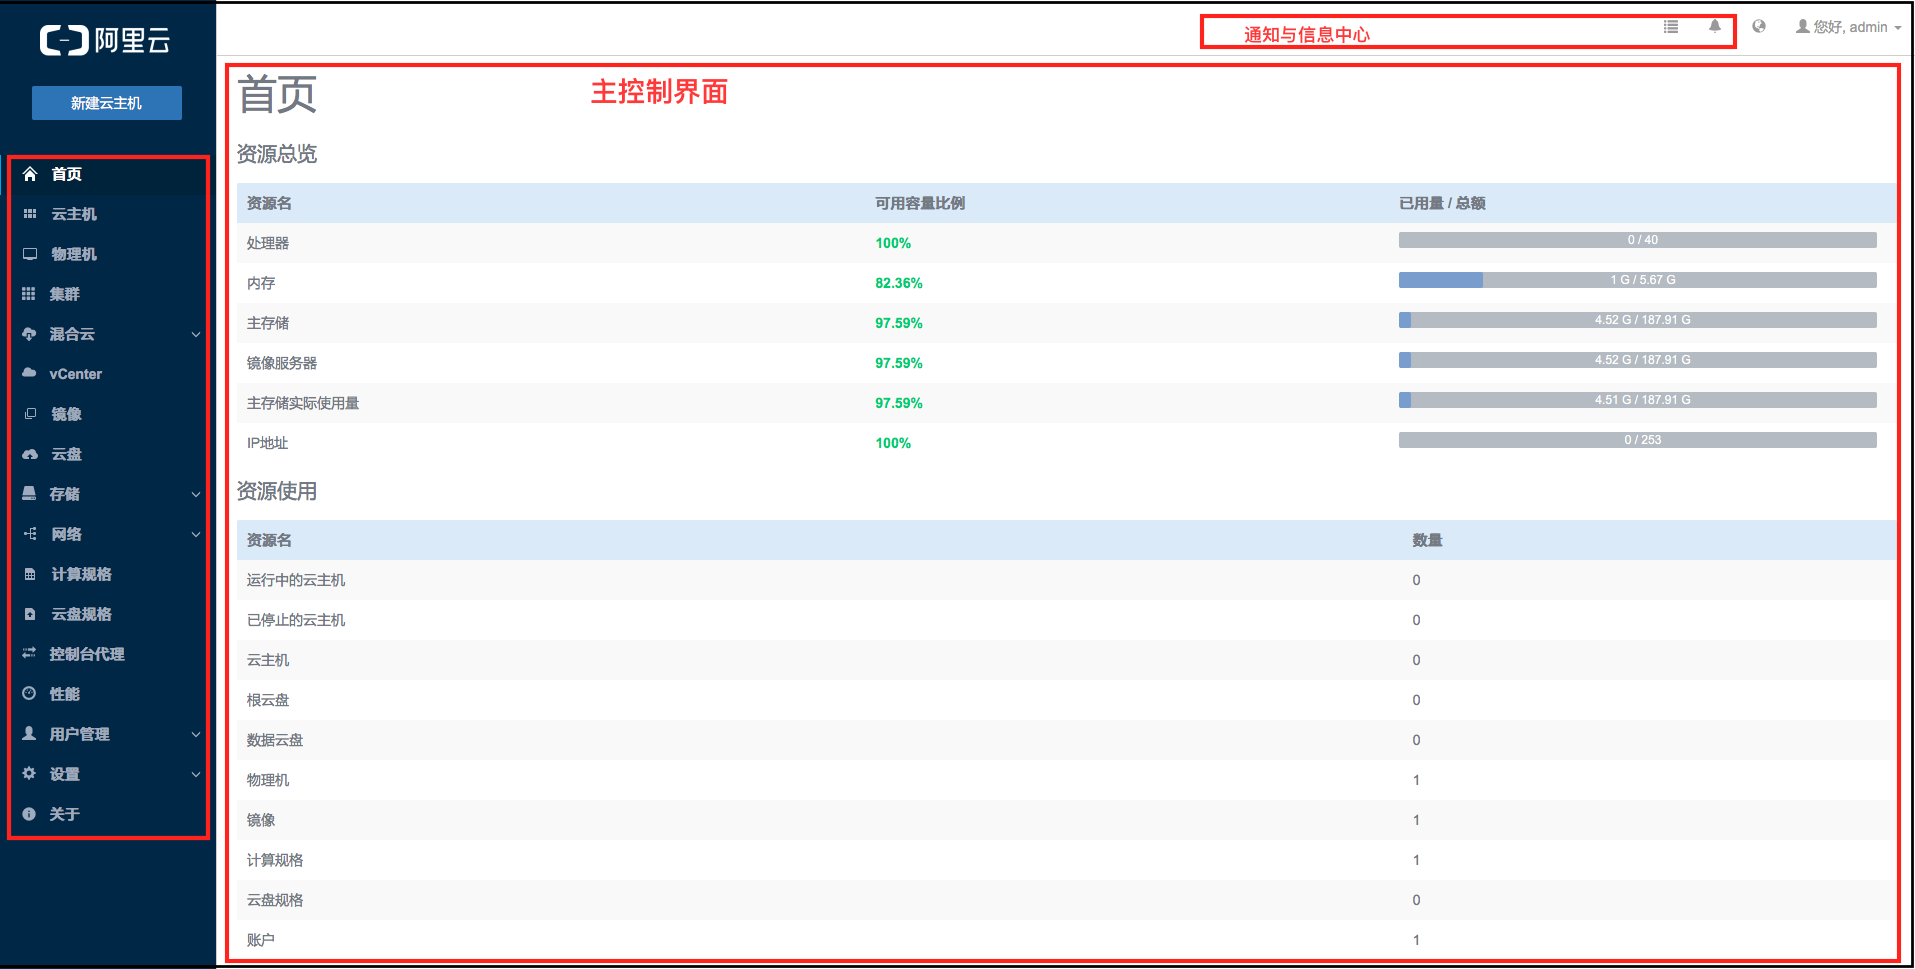 阿里云
新建云主机
首页
云主机
物理机
集群
混合云
vCenter
镜像
云盘
存储
网络
计算规格
云盘规格
控制台代理
性能
用户管理
设置
关于
通知与信息中心
您好, admin
首页
主控制界面
资源总览
资源名 可用容量比例 已用量 / 总额
处理器 100% 0 / 40
内存 82.36% 1 G / 5.67 G
主存储 97.59% 4.52 G / 187.91 G
镜像服务器 97.59% 4.52 G / 187.91 G
主存储实际使用量 97.59% 4.51 G / 187.91 G
IP地址 100% 0 / 253
资源使用
资源名 数量
运行中的云主机 0
已停止的云主机 0
云主机 0
根云盘 0
数据云盘 0
物理机 1
镜像 1
计算规格 1
云盘规格 0
账户 1